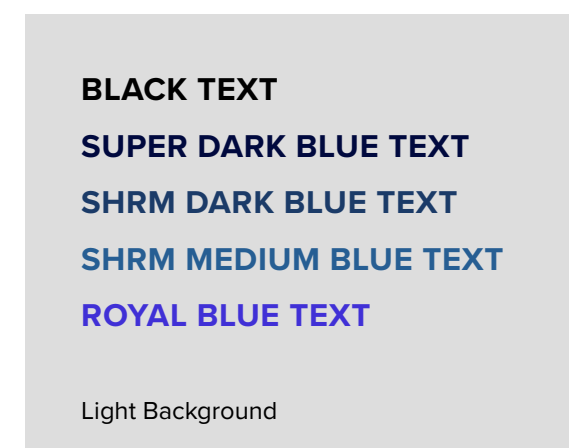 BLACK TEXT
SUPER DARK BLUE TEXT
SHRM DARK BLUE TEXT
SHRM MEDIUM BLUE TEXT
ROYAL BLUE TEXT
Light Background